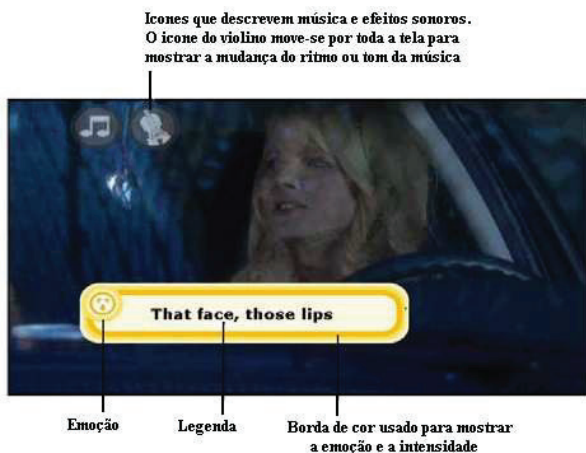 Icones que descrevem música e efeitos sonoros.
O icone do violino move-se por toda a tela para
mostrar a mudança do ritmo ou tom da música
That face, those lips
Emoção
Legenda
Borda de cor usado para mostrar
a emoção e a intensidade